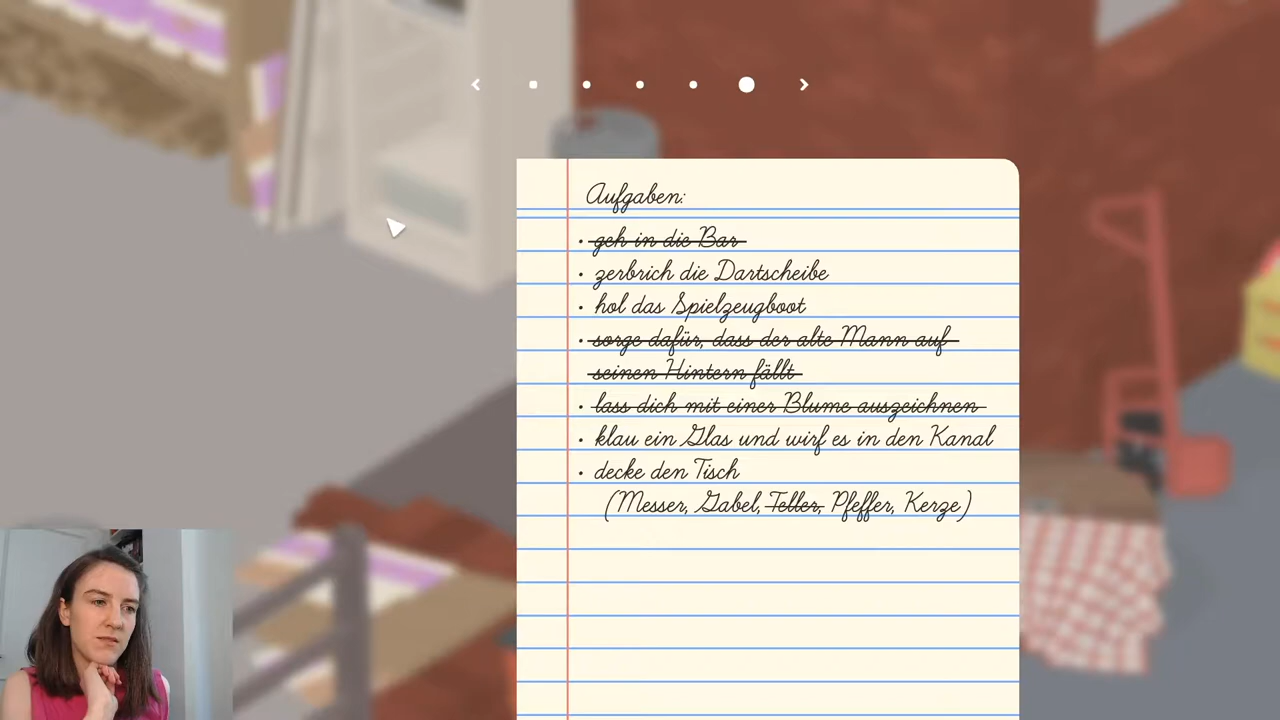 Aufgaben:
• geh in die Bar
• zerbrich die Dartscheibe
• hol das Spielzeugboot
• sorge dafür, dass der alte Mann auf
seinen Hintern fällt
• lass dich mit einer Blume auszeichnen
• klau ein Glas und wirf es in den Kanal
• decke den Tisch
(Messer, Gabel, Teller, Pfeffer, Kerze)